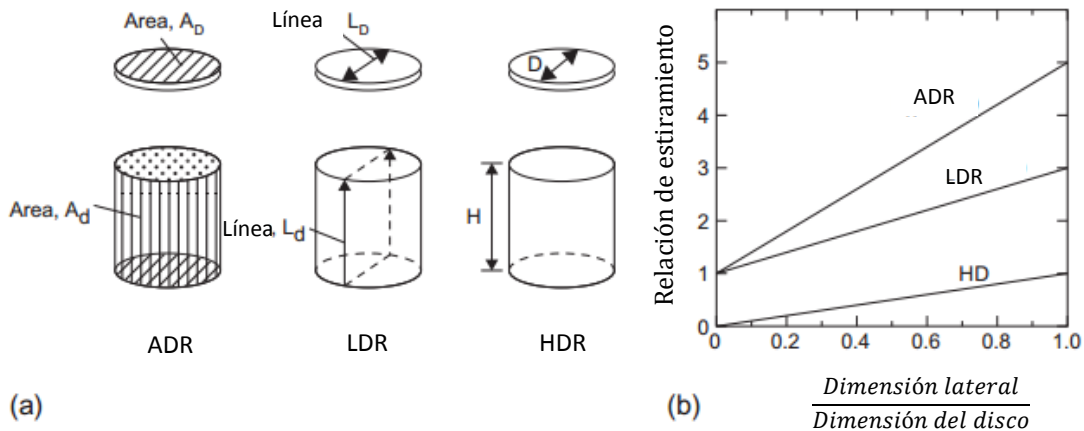 Area, A_D
Línea L_D
D
Area, A_d
Línea, L_d
H
ADR
LDR
HDR
(a)
Relación de estiramiento
5
4
3
2
1
0
ADR
LDR
HD
0
0.2
0.4
0.6
0.8
1.0
Dimensión lateral
Dimensión del disco
(b)